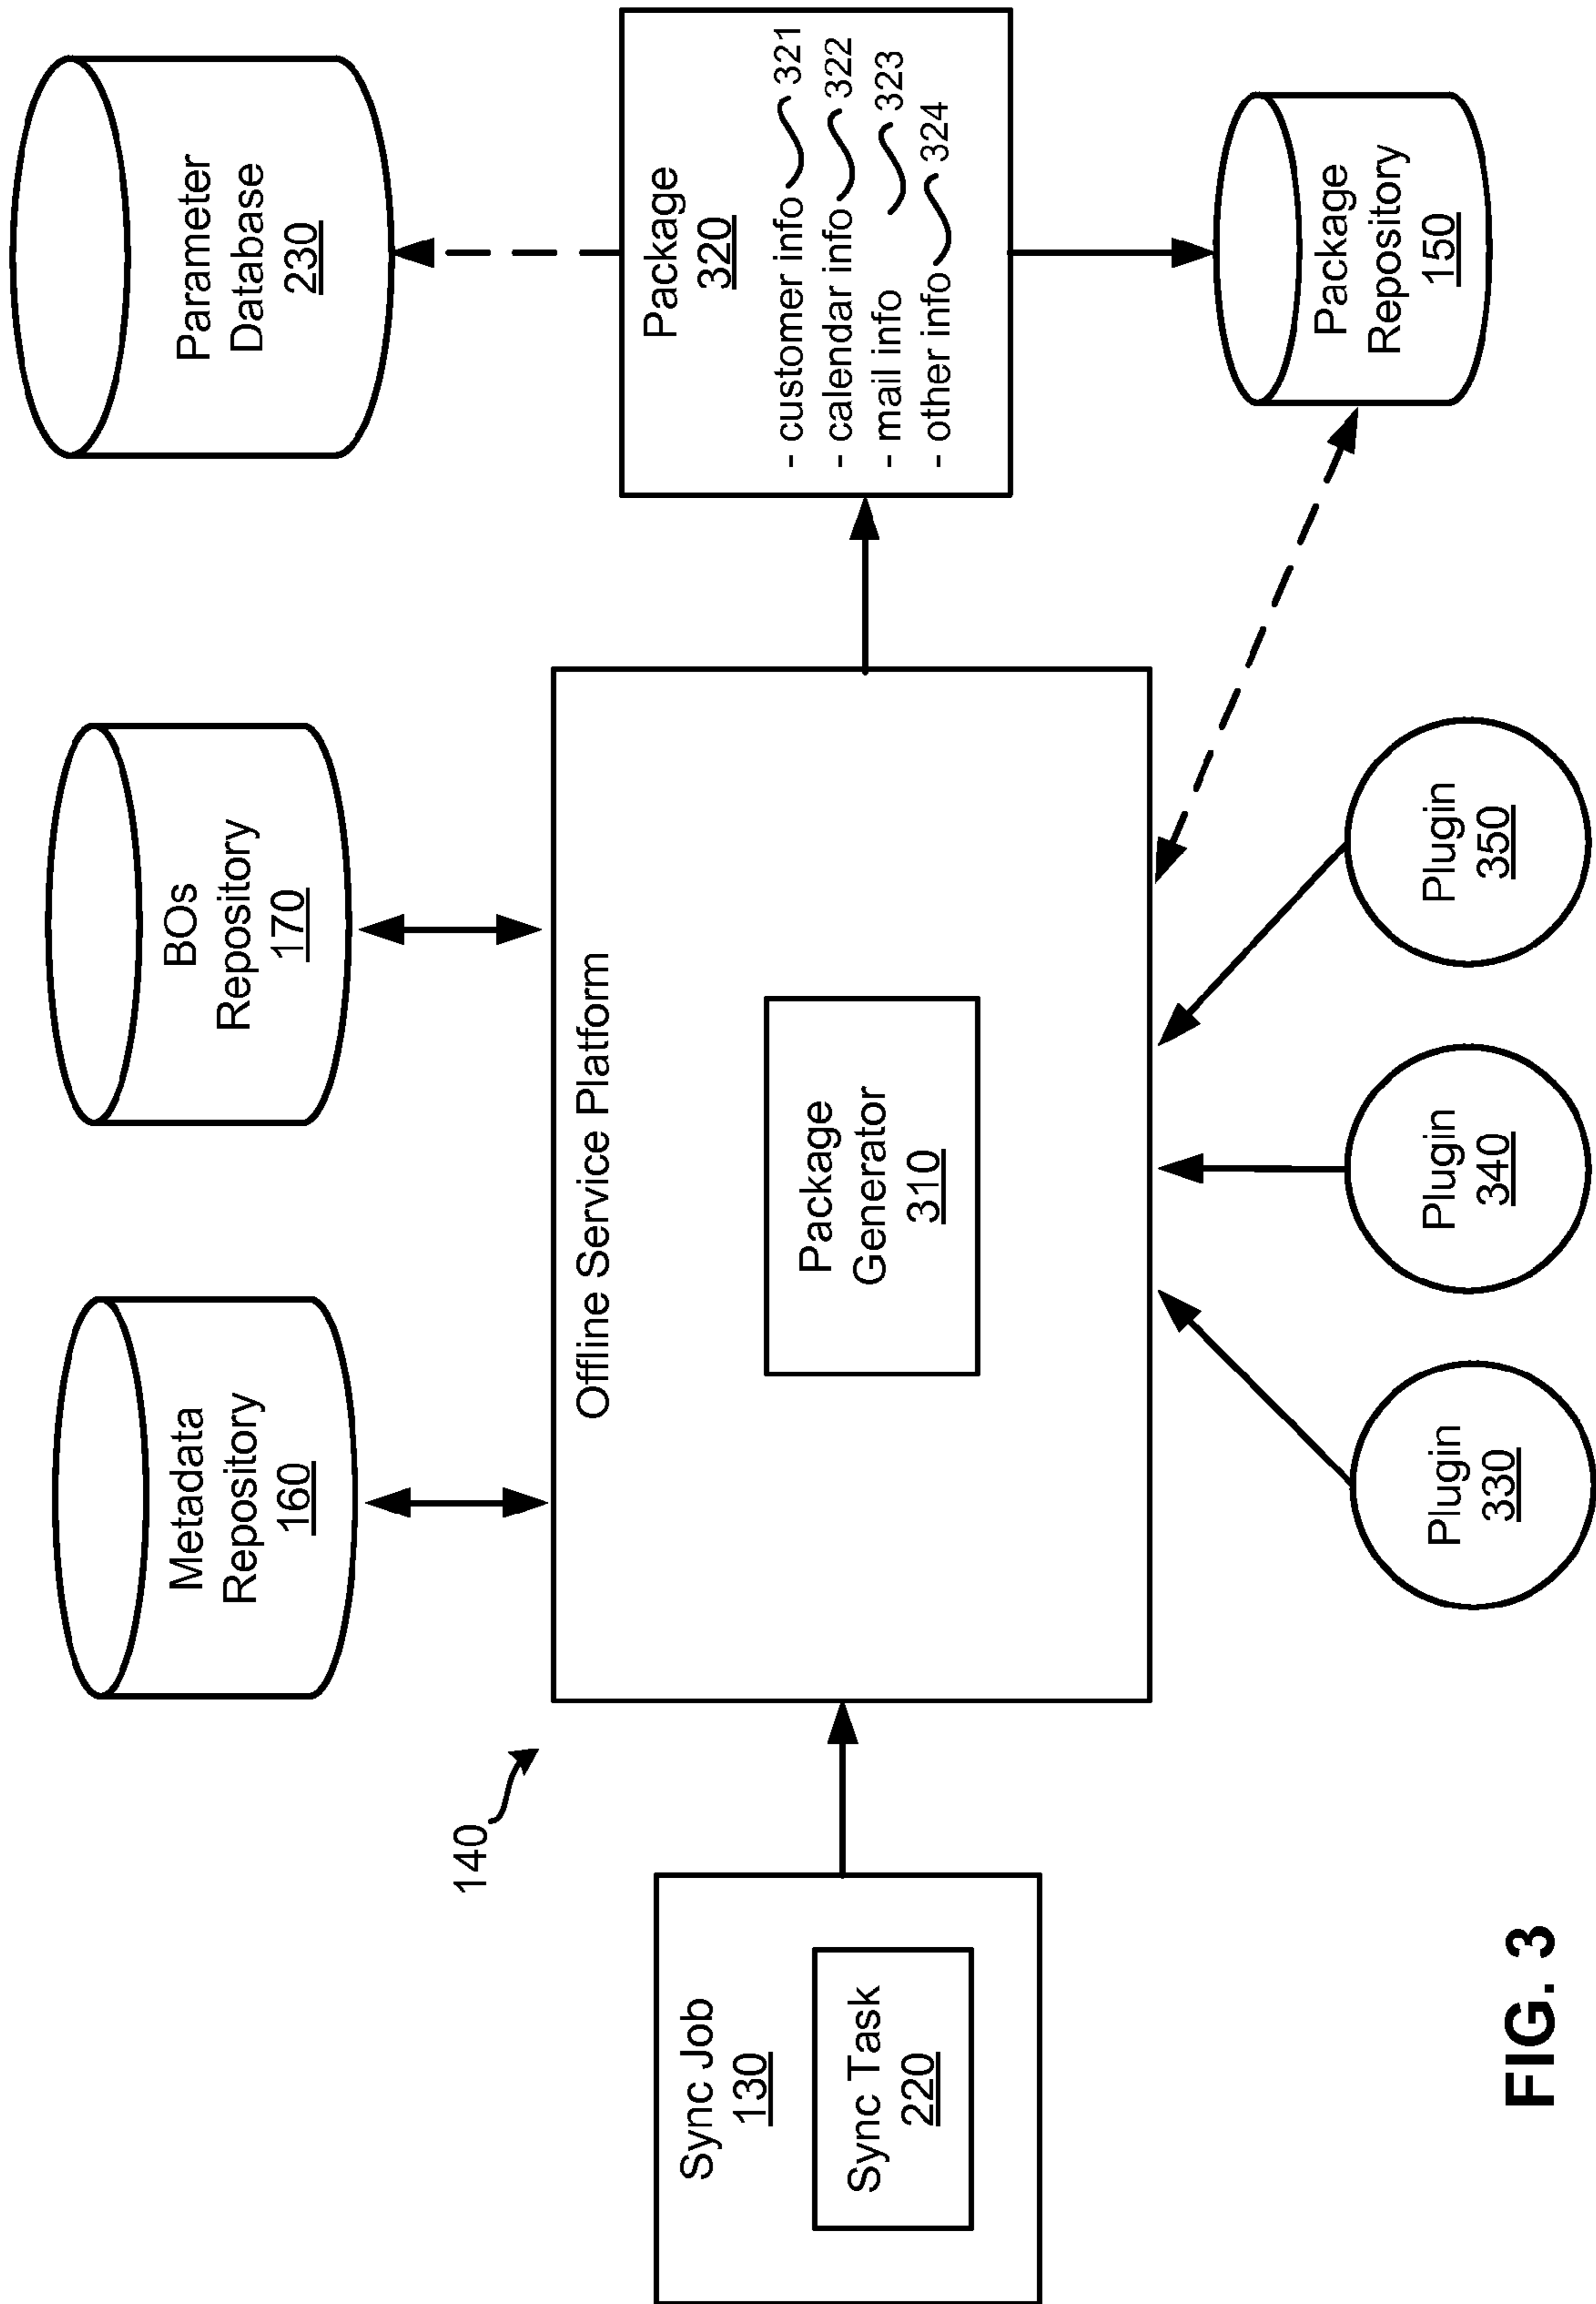 Metadata
Repository
160
BOs
Repository
170
Parameter
Database
230
140
Sync Job
130
Sync Task
220
Offline Service Platform
Package
Generator
310
Package
320
- customer info 321
- calendar info 322
- mail info 323
- other info 324
Plugin
330
Plugin
340
Plugin
350
Package
Repository
150
FIG. 3